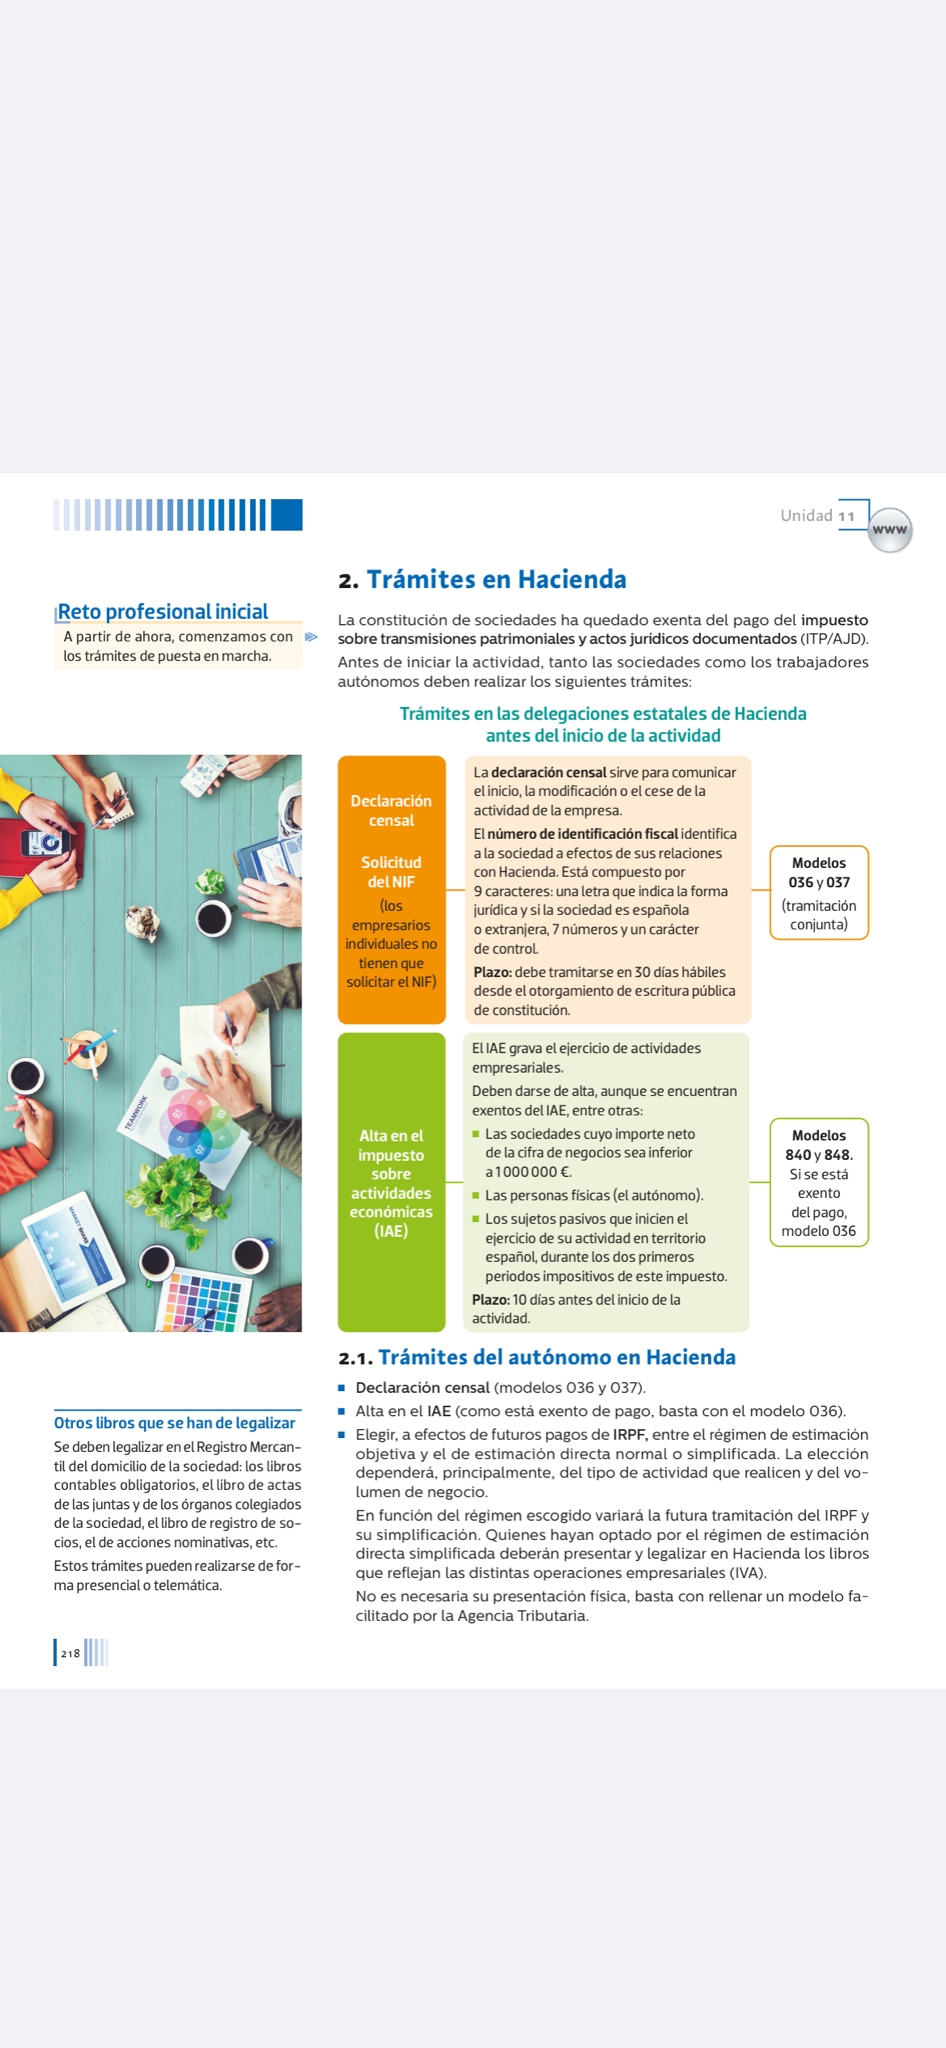 Unidad 11
www
2. Trámites en Hacienda
Reto profesional inicial
A partir de ahora, comenzamos con
los trámites de puesta en marcha.
La constitución de sociedades ha quedado exenta del pago del impuesto
sobre transmisiones patrimoniales y actos jurídicos documentados (ITP/AJD).
Antes de iniciar la actividad, tanto las sociedades como los trabajadores
autónomos deben realizar los siguientes trámites:
Trámites en las delegaciones estatales de Hacienda
antes del inicio de la actividad
Declaración
censal
Solicitud
del NIF
(los
empresarios
individuales no
tienen que
solicitar el NIF)
La declaración censal sirve para comunicar
el inicio, la modificación o el cese de la
actividad de la empresa.
El número de identificación fiscal identifica
a la sociedad a efectos de sus relaciones
con Hacienda. Está compuesto por
9 caracteres: una letra que indica la forma
jurídica y si la sociedad es española
o extranjera, 7 números y un carácter
de control.
Plazo: debe tramitarse en 30 días hábiles
desde el otorgamiento de escritura pública
de constitución.
Modelos
036 y 037
(tramitación
conjunta)
Alta en el
impuesto
sobre
actividades
económicas
(IAE)
El IAE grava el ejercicio de actividades
empresariales.
Deben darse de alta, aunque se encuentran
exentos del IAE, entre otras:
■ Las sociedades cuyo importe neto
de la cifra de negocios sea inferior
a 1 000 000 €.
■ Las personas físicas (el autónomo).
■ Los sujetos pasivos que inicien el
ejercicio de su actividad en territorio
español, durante los dos primeros
periodos impositivos de este impuesto.
Plazo: 10 días antes del inicio de la
actividad.
Modelos
840 y 848.
Si se está
exento
del pago,
modelo 036
TEAMWORK
01
03
02
MARKET
SHARE
2.1. Trámites del autónomo en Hacienda
■ Declaración censal (modelos 036 y 037).
■ Alta en el IAE (como está exento de pago, basta con el modelo 036).
■ Elegir, a efectos de futuros pagos de IRPF, entre el régimen de estimación
objetiva y el de estimación directa normal o simplificada. La elección
dependerá, principalmente, del tipo de actividad que realicen y del vo-
lumen de negocio.
En función del régimen escogido variará la futura tramitación del IRPF y
su simplificación. Quienes hayan optado por el régimen de estimación
directa simplificada deberán presentar y legalizar en Hacienda los libros
que reflejan las distintas operaciones empresariales (IVA).
No es necesaria su presentación física, basta con rellenar un modelo fa-
cilitado por la Agencia Tributaria.
Otros libros que se han de legalizar
Se deben legalizar en el Registro Mercan-
til del domicilio de la sociedad: los libros
contables obligatorios, el libro de actas
de las juntas y de los órganos colegiados
de la sociedad, el libro de registro de so-
cios, el de acciones nominativas, etc.
Estos trámites pueden realizarse de for-
ma presencial o telemática.
218